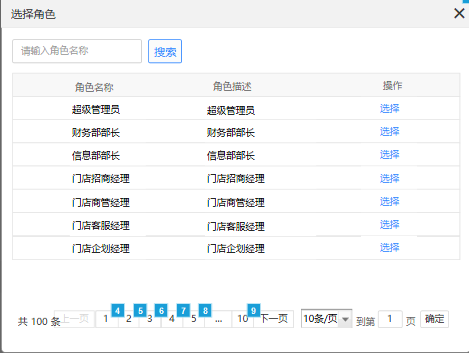 选择角色 ×
请输入角色名称 搜索
角色名称 角色描述 操作
超级管理员 超级管理员 选择
财务部部长 财务部部长 选择
信息部部长 信息部部长 选择
门店招商经理 门店招商经理 选择
门店商管经理 门店商管经理 选择
门店客服经理 门店客服经理 选择
门店企划经理 门店企划经理 选择
4 5 6 7 8 9
共 100 条 上一页 1 2 3 4 5 ... 10 下一页 10条/页 到第 1 页 确定